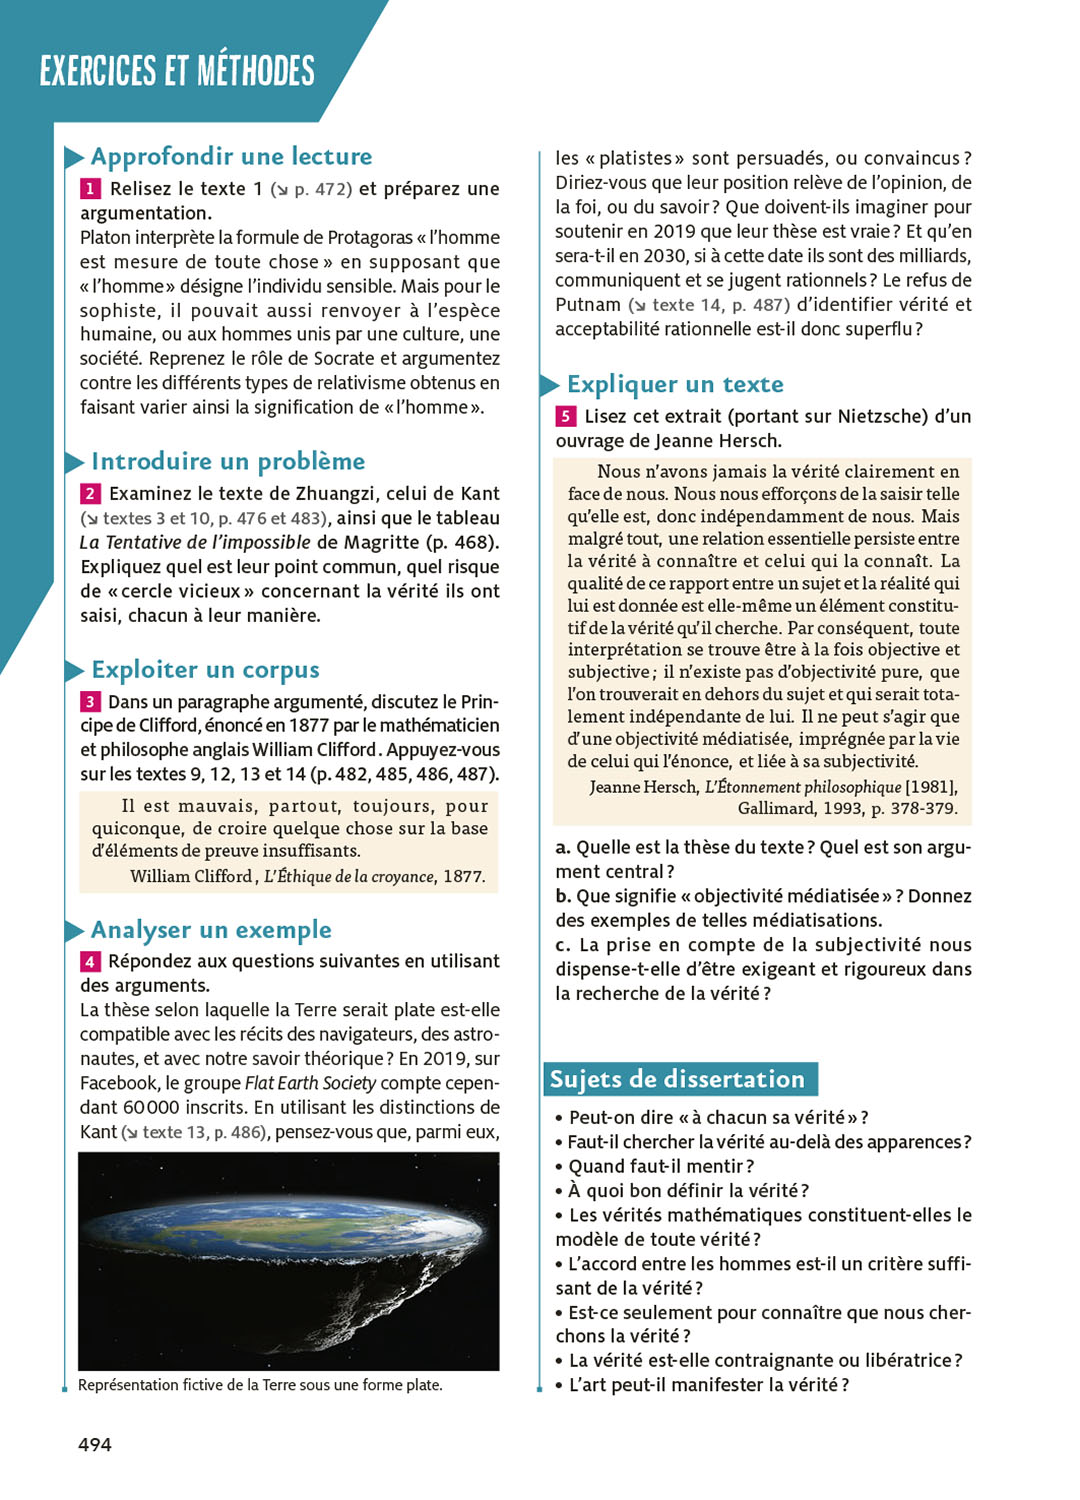 EXERCICES ET MÉTHODES
Approfondir une lecture
1 Relisez le texte 1 (↘ p. 472) et préparez une
argumentation.
Platon interprète la formule de Protagoras « l'homme
est mesure de toute chose » en supposant que
« l'homme » désigne l'individu sensible. Mais pour le
sophiste, il pouvait aussi renvoyer à l'espèce
humaine, ou aux hommes unis par une culture, une
société. Reprenez le rôle de Socrate et argumentez
contre les différents types de relativisme obtenus en
faisant varier ainsi la signification de « l'homme ».
Introduire un problème
2 Examinez le texte de Zhuangzi, celui de Kant
(↘ textes 3 et 10, p. 476 et 483), ainsi que le tableau
La Tentative de l'impossible de Magritte (p. 468).
Expliquez quel est leur point commun, quel risque
de « cercle vicieux » concernant la vérité ils ont
saisi, chacun à leur manière.
Exploiter un corpus
3 Dans un paragraphe argumenté, discutez le Prin-
cipe de Clifford, énoncé en 1877 par le mathématicien
et philosophe anglais William Clifford. Appuyez-vous
sur les textes 9, 12, 13 et 14 (p. 482, 485, 486, 487).
Il est mauvais, partout, toujours, pour
quiconque, de croire quelque chose sur la base
d'éléments de preuve insuffisants.
William Clifford, L'Éthique de la croyance, 1877.
Analyser un exemple
4 Répondez aux questions suivantes en utilisant
des arguments.
La thèse selon laquelle la Terre serait plate est-elle
compatible avec les récits des navigateurs, des astro-
nautes, et avec notre savoir théorique ? En 2019, sur
Facebook, le groupe Flat Earth Society compte cepen-
dant 60 000 inscrits. En utilisant les distinctions de
Kant (↘ texte 13, p. 486), pensez-vous que, parmi eux,
Représentation fictive de la Terre sous une forme plate.
les « platistes » sont persuadés, ou convaincus ?
Diriez-vous que leur position relève de l'opinion, de
la foi, ou du savoir ? Que doivent-ils imaginer pour
soutenir en 2019 que leur thèse est vraie ? Et qu'en
sera-t-il en 2030, si à cette date ils sont des milliards,
communiquent et se jugent rationnels ? Le refus de
Putnam (↘ texte 14, p. 487) d'identifier vérité et
acceptabilité rationnelle est-il donc superflu ?
Expliquer un texte
5 Lisez cet extrait (portant sur Nietzsche) d'un
ouvrage de Jeanne Hersch.
Nous n'avons jamais la vérité clairement en
face de nous. Nous nous efforçons de la saisir telle
qu'elle est, donc indépendamment de nous. Mais
malgré tout, une relation essentielle persiste entre
la vérité à connaître et celui qui la connaît. La
qualité de ce rapport entre un sujet et la réalité qui
lui est donnée est elle-même un élément constitu-
tif de la vérité qu'il cherche. Par conséquent, toute
interprétation se trouve être à la fois objective et
subjective ; il n'existe pas d'objectivité pure, que
l'on trouverait en dehors du sujet et qui serait tota-
lement indépendante de lui. Il ne peut s'agir que
d'une objectivité médiatisée, imprégnée par la vie
de celui qui l'énonce, et liée à sa subjectivité.
Jeanne Hersch, L'Étonnement philosophique [1981],
Gallimard, 1993, p. 378-379.
a. Quelle est la thèse du texte ? Quel est son argu-
ment central ?
b. Que signifie « objectivité médiatisée » ? Donnez
des exemples de telles médiatisations.
c. La prise en compte de la subjectivité nous
dispense-t-elle d'être exigeant et rigoureux dans
la recherche de la vérité ?
Sujets de dissertation
• Peut-on dire « à chacun sa vérité » ?
• Faut-il chercher la vérité au-delà des apparences ?
• Quand faut-il mentir ?
• À quoi bon définir la vérité ?
• Les vérités mathématiques constituent-elles le
modèle de toute vérité ?
• L'accord entre les hommes est-il un critère suffi-
sant de la vérité ?
• Est-ce seulement pour connaître que nous cher-
chons la vérité ?
• La vérité est-elle contraignante ou libératrice ?
• L'art peut-il manifester la vérité ?
494